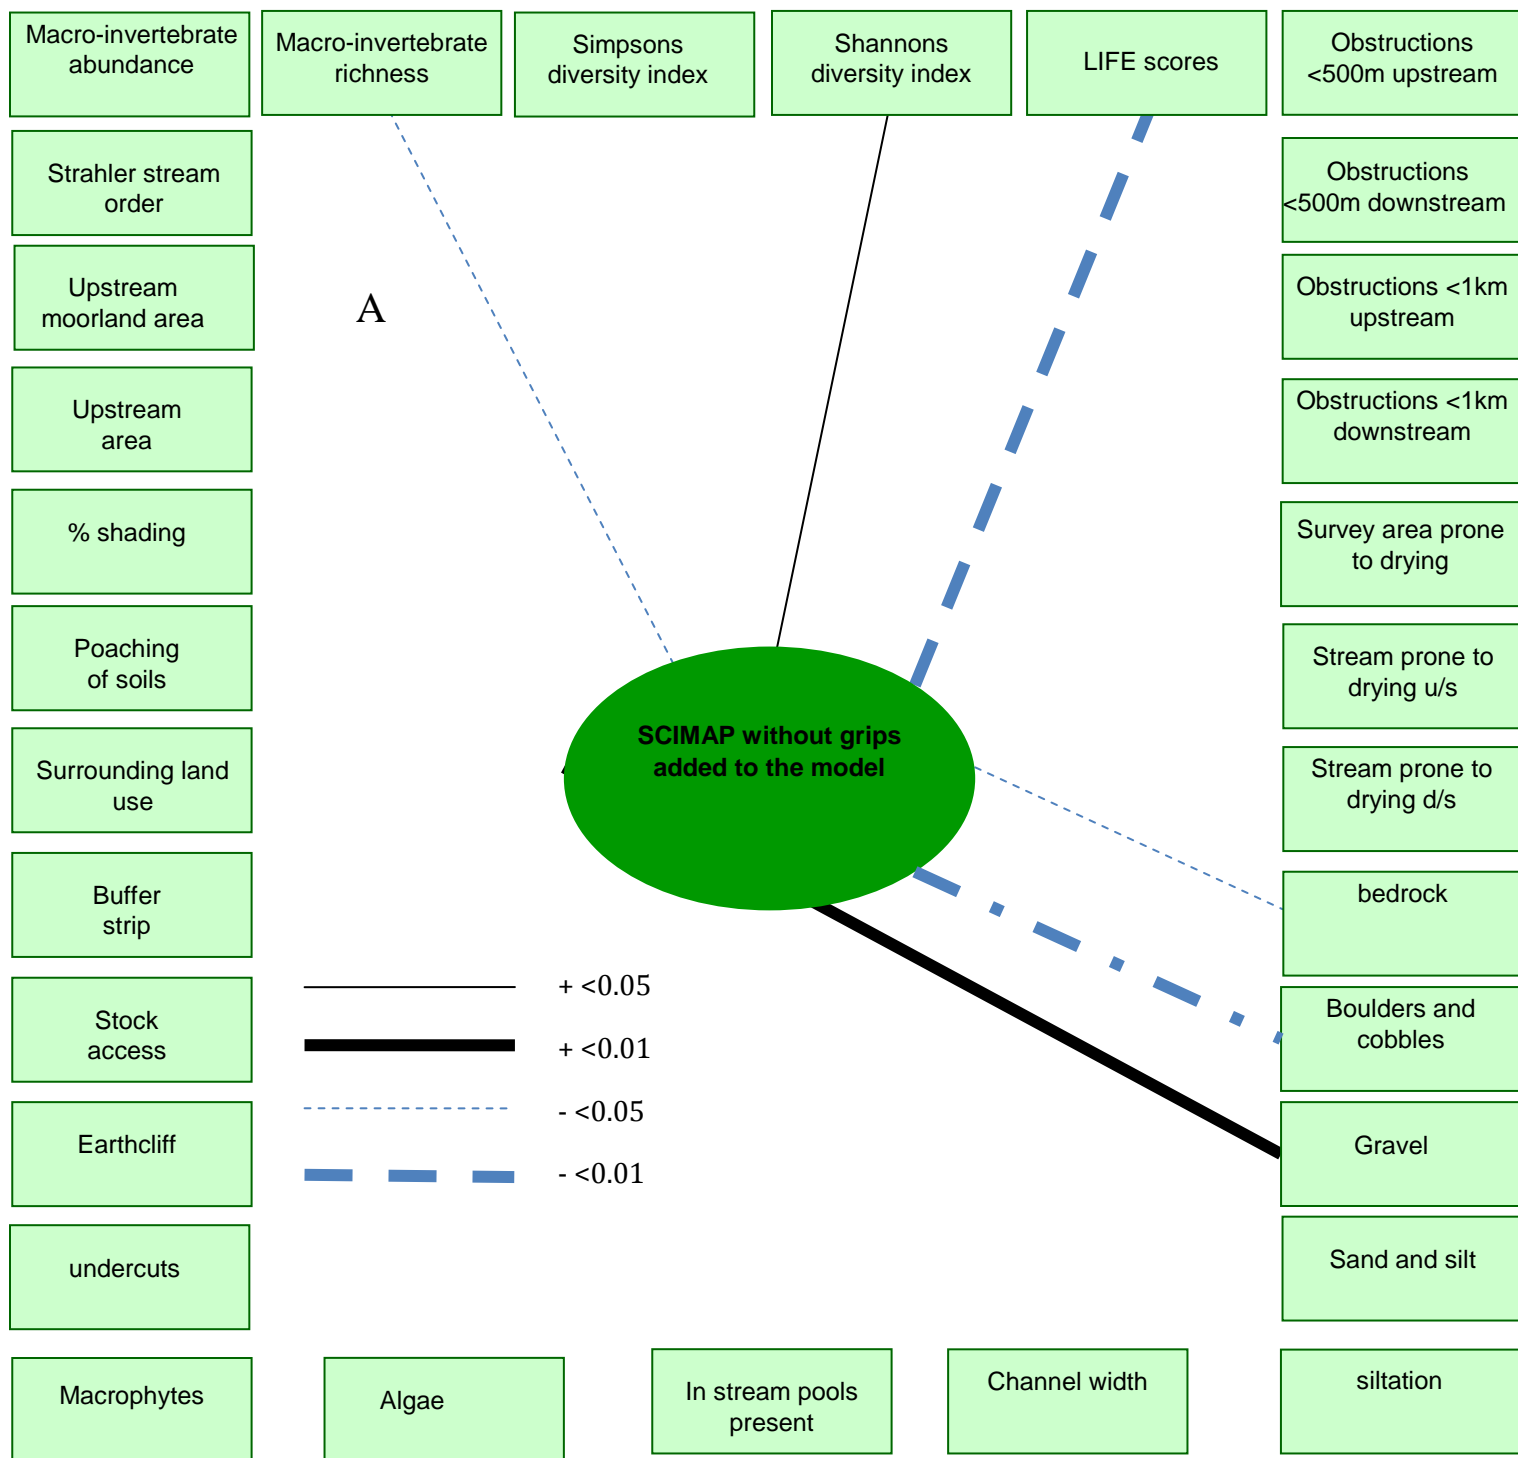 Macro-invertebrate
abundance
Macro-invertebrate
richness
Simpsons
diversity index
Shannons
diversity index
LIFE scores
Obstructions
<500m upstream
Strahler stream
order
Obstructions
<500m downstream
Upstream
moorland area
A
Obstructions <1km
upstream
Upstream
area
Obstructions <1km
downstream
% shading
Survey area prone
to drying
Poaching
of soils
Stream prone to
drying u/s
SCIMAP without grips
added to the model
Surrounding land
use
Stream prone to
drying d/s
Buffer
strip
bedrock
Stock
access
+ <0.05
+ <0.01
- <0.05
- <0.01
Boulders and
cobbles
Earthcliff
Gravel
undercuts
Sand and silt
Macrophytes
Algae
In stream pools
present
Channel width
siltation